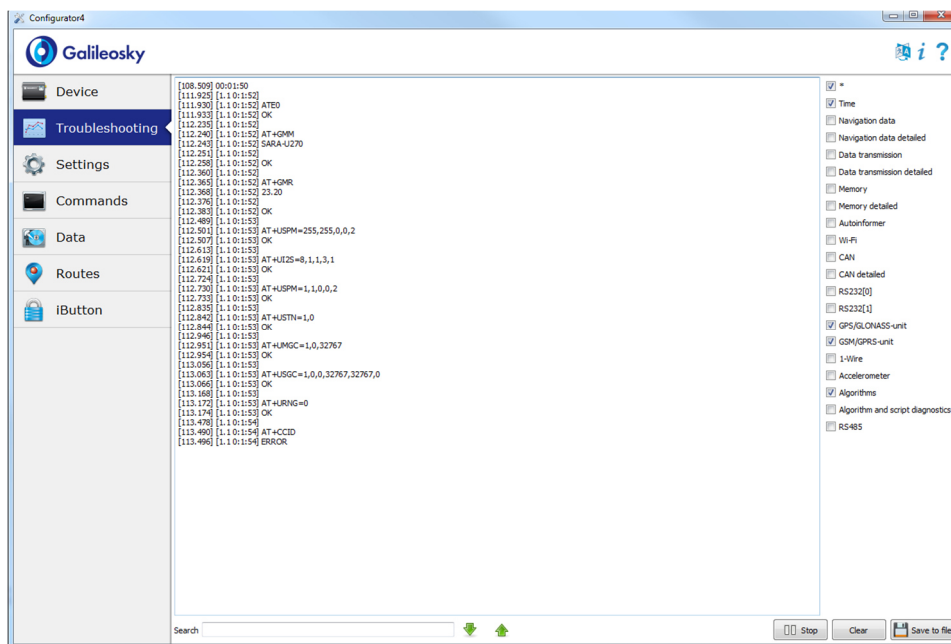 Configurator4
Galileosky
Device
Troubleshooting
Settings
Commands
Data
Routes
iButton
[108.509] 00:01:50
[111.925] [1.1 0:1:52]
[111.930] [1.1 0:1:52] ATE0
[111.933] [1.1 0:1:52] OK
[112.235] [1.1 0:1:52]
[112.240] [1.1 0:1:52] AT+GMM
[112.243] [1.1 0:1:52] SARA-U270
[112.251] [1.1 0:1:52]
[112.258] [1.1 0:1:52] OK
[112.360] [1.1 0:1:52]
[112.365] [1.1 0:1:52] AT+GMR
[112.368] [1.1 0:1:52] 23.20
[112.376] [1.1 0:1:52]
[112.383] [1.1 0:1:52] OK
[112.489] [1.1 0:1:53]
[112.501] [1.1 0:1:53] AT+USPM=255,255,0,0,2
[112.507] [1.1 0:1:53] OK
[112.613] [1.1 0:1:53]
[112.619] [1.1 0:1:53] AT+UI2S=8,1,1,3,1
[112.621] [1.1 0:1:53] OK
[112.724] [1.1 0:1:53]
[112.730] [1.1 0:1:53] AT+USPM=1,1,0,0,2
[112.733] [1.1 0:1:53] OK
[112.835] [1.1 0:1:53]
[112.842] [1.1 0:1:53] AT+USTN=1,0
[112.844] [1.1 0:1:53] OK
[112.946] [1.1 0:1:53]
[112.951] [1.1 0:1:53] AT+UMGC=1,0,32767
[112.954] [1.1 0:1:53] OK
[113.056] [1.1 0:1:53]
[113.063] [1.1 0:1:53] AT+USGC=1,0,0,32767,32767,0
[113.066] [1.1 0:1:53] OK
[113.168] [1.1 0:1:53]
[113.172] [1.1 0:1:53] AT+URNG=0
[113.174] [1.1 0:1:53] OK
[113.478] [1.1 0:1:54]
[113.490] [1.1 0:1:54] AT+CCID
[113.496] [1.1 0:1:54] ERROR
*
Time
Navigation data
Navigation data detailed
Data transmission
Data transmission detailed
Memory
Memory detailed
Autoinformer
Wi-Fi
CAN
CAN detailed
RS232[0]
RS232[1]
GPS/GLONASS-unit
GSM/GPRS-unit
1-Wire
Accelerometer
Algorithms
Algorithm and script diagnostics
RS485
Search
Stop
Clear
Save to file